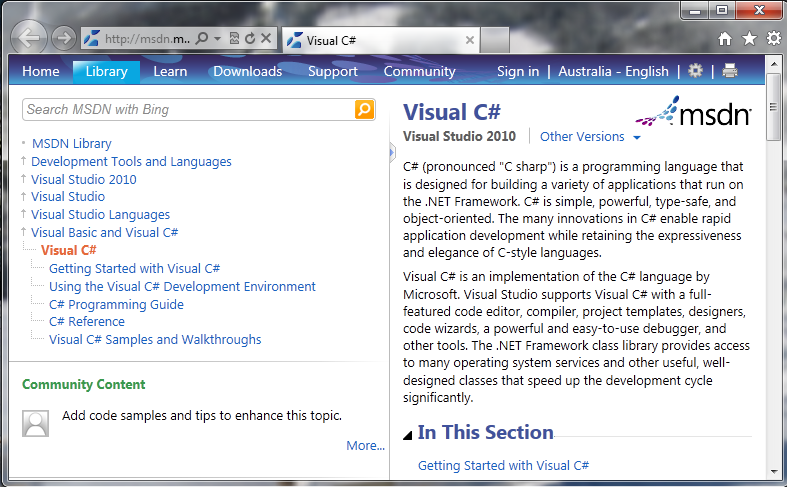 http://msdn.m...
Visual C#
Home Library Learn Downloads Support Community Sign in | Australia - English | |
Search MSDN with Bing
MSDN Library
Development Tools and Languages
Visual Studio 2010
Visual Studio
Visual Studio Languages
Visual Basic and Visual C#
Visual C#
Getting Started with Visual C#
Using the Visual C# Development Environment
C# Programming Guide
C# Reference
Visual C# Samples and Walkthroughs
Community Content
Add code samples and tips to enhance this topic.
More...
msdn
Visual C#
Visual Studio 2010 | Other Versions
C# (pronounced "C sharp") is a programming language that
is designed for building a variety of applications that run on
the .NET Framework. C# is simple, powerful, type-safe, and
object-oriented. The many innovations in C# enable rapid
application development while retaining the expressiveness
and elegance of C-style languages.
Visual C# is an implementation of the C# language by
Microsoft. Visual Studio supports Visual C# with a full-
featured code editor, compiler, project templates, designers,
code wizards, a powerful and easy-to-use debugger, and
other tools. The .NET Framework class library provides access
to many operating system services and other useful, well-
designed classes that speed up the development cycle
significantly.
In This Section
Getting Started with Visual C#